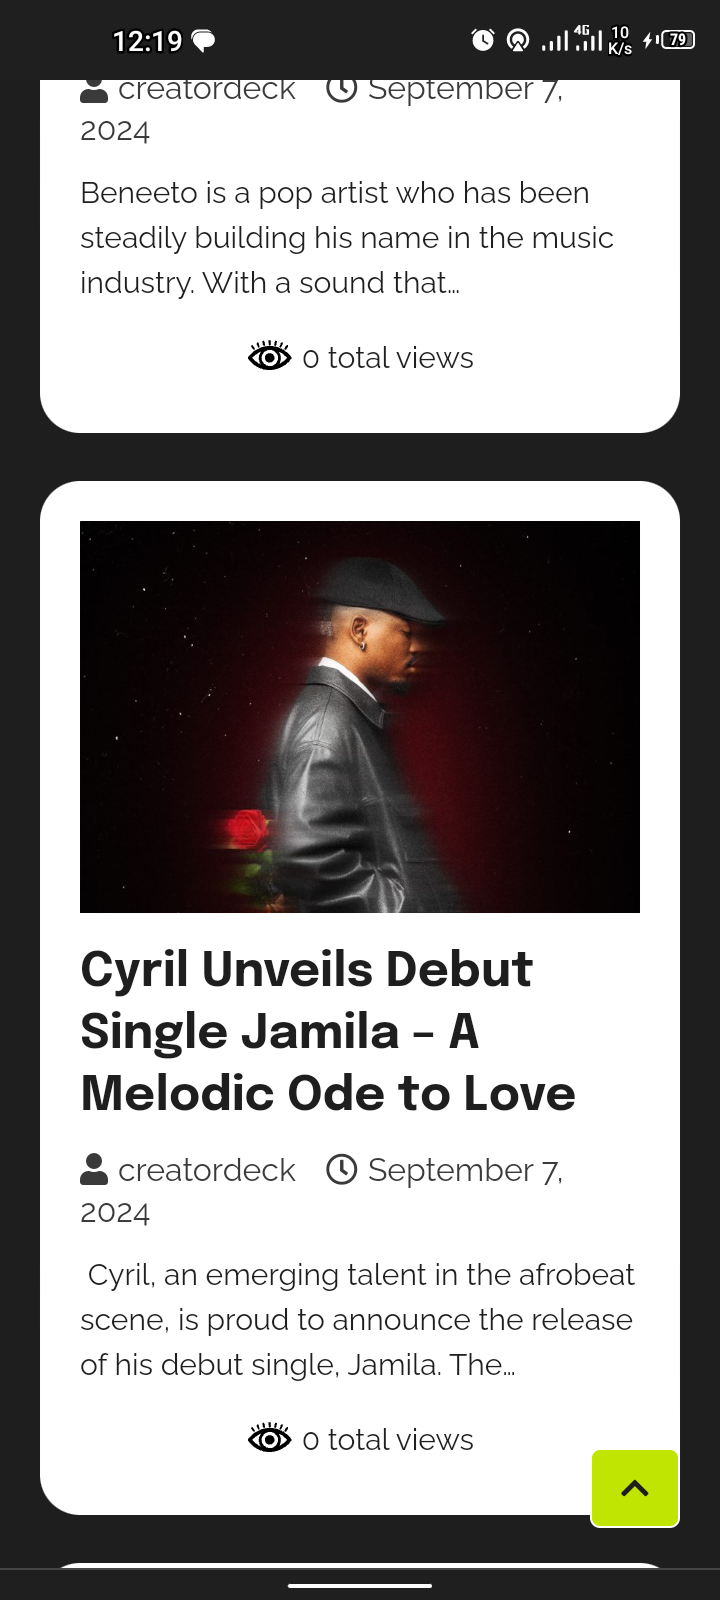 12:19 4G 10 K/s 79
creatordeck September 7,
2024
Beneeto is a pop artist who has been
steadily building his name in the music
industry. With a sound that…
0 total views
Cyril Unveils Debut
Single Jamila – A
Melodic Ode to Love
creatordeck September 7,
2024
Cyril, an emerging talent in the afrobeat
scene, is proud to announce the release
of his debut single, Jamila. The…
0 total views